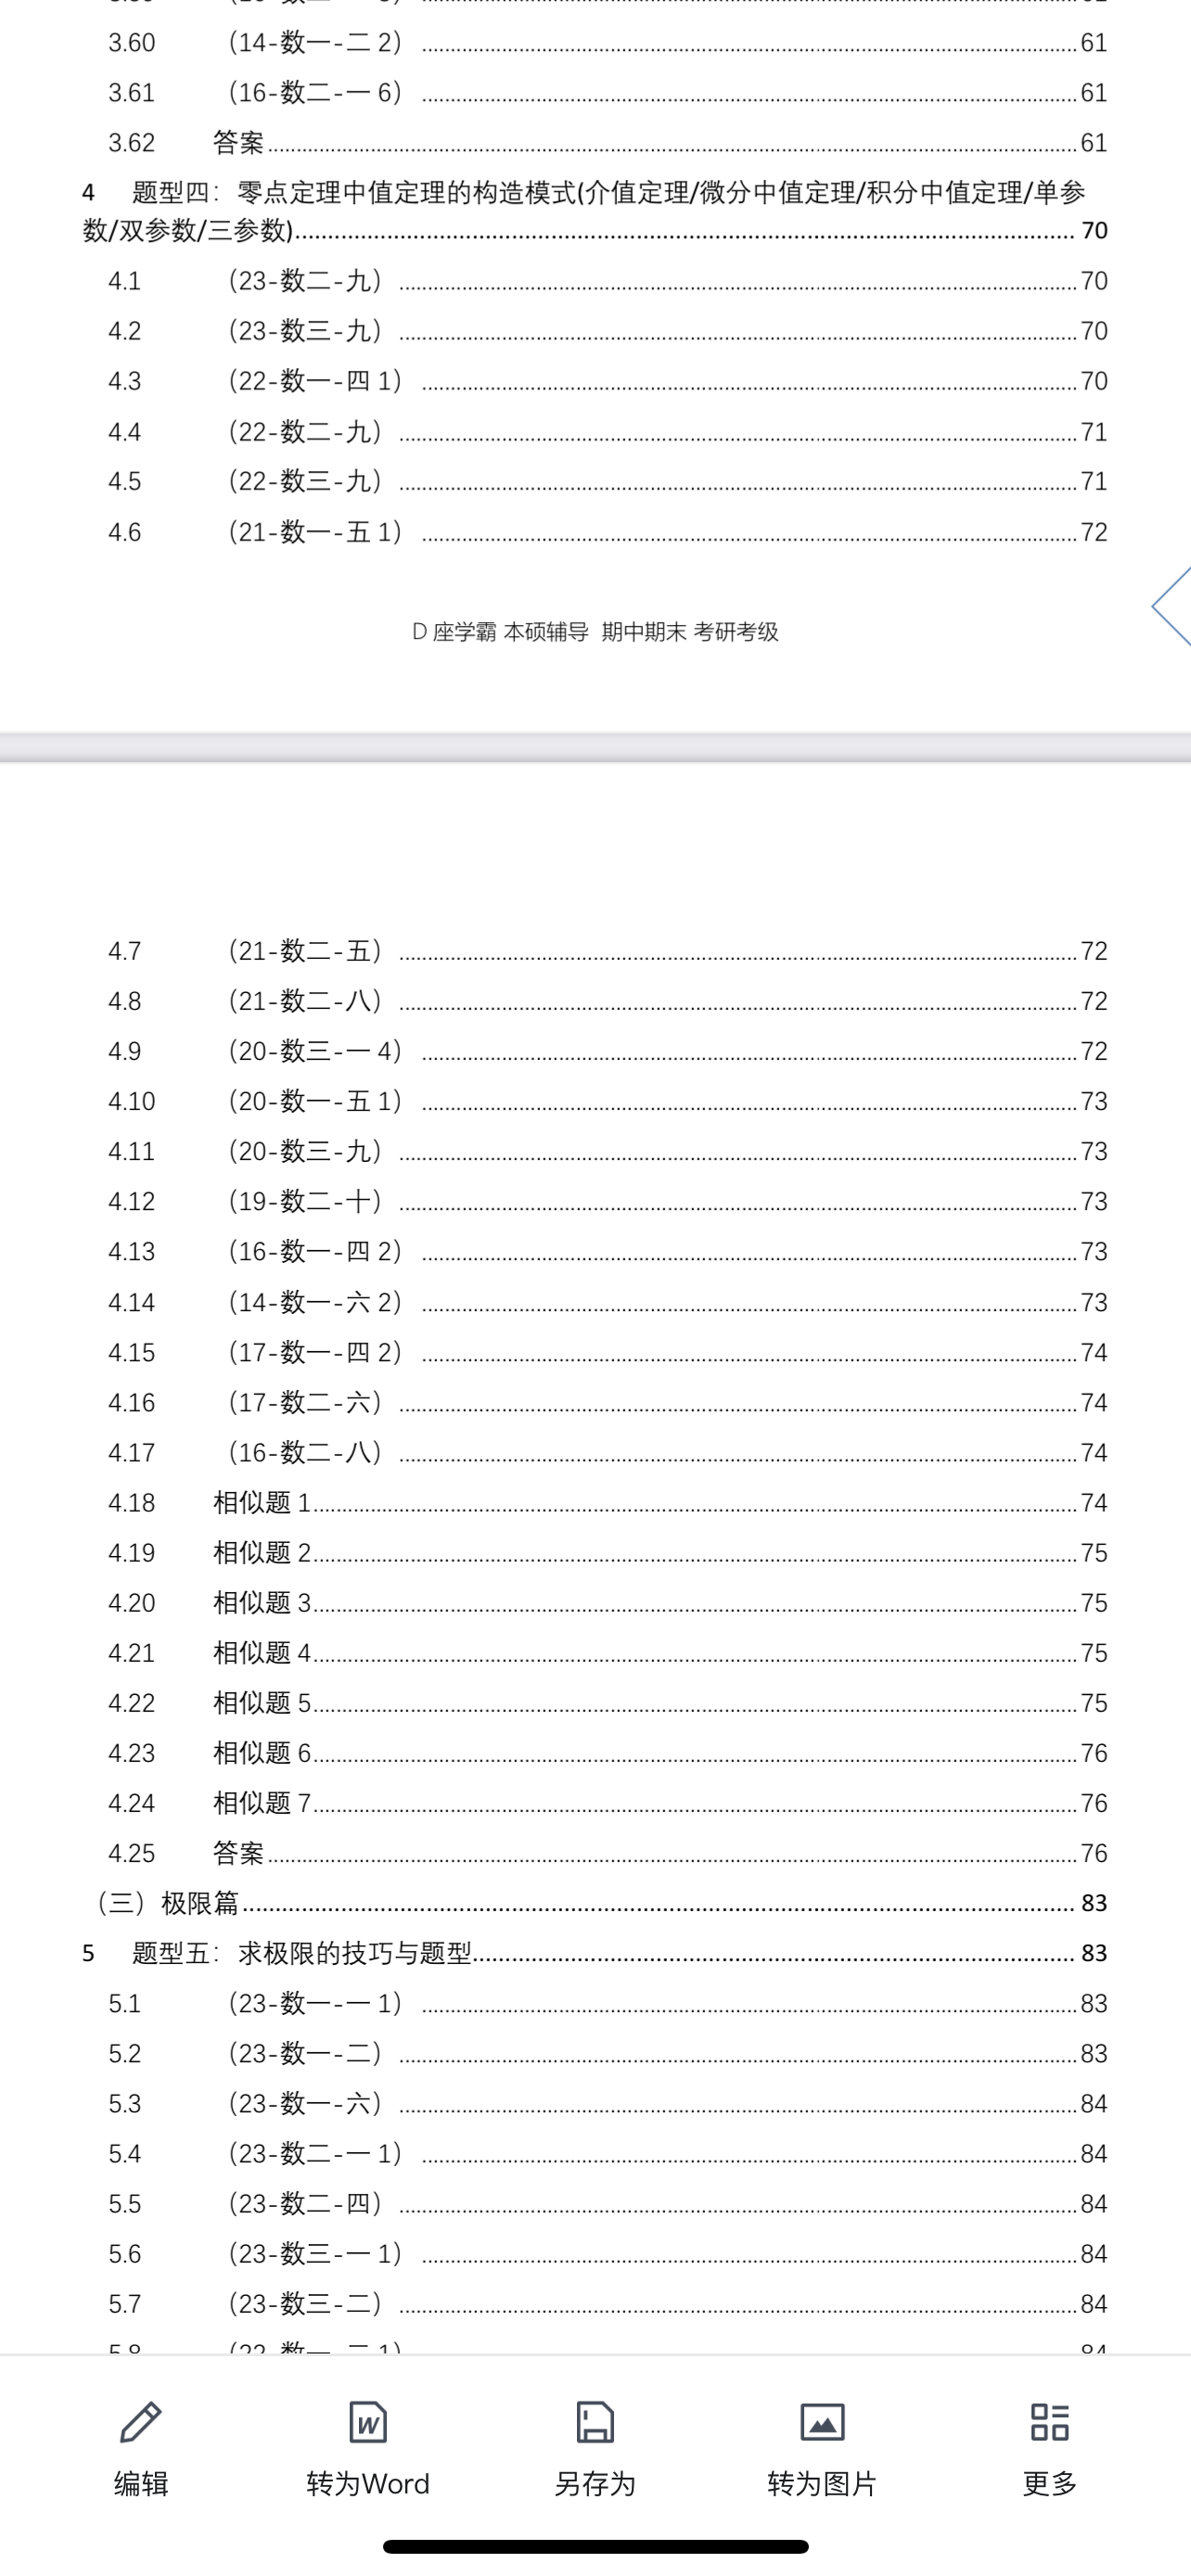 3.60 （14-数一-二 2） 61
3.61 （16-数二-一 6） 61
3.62 答案 61
4 题型四：零点定理中值定理的构造模式(介值定理/微分中值定理/积分中值定理/单参
数/双参数/三参数) 70
4.1 （23-数二-九） 70
4.2 （23-数三-九） 70
4.3 （22-数一-四 1） 70
4.4 （22-数二-九） 71
4.5 （22-数三-九） 71
4.6 （21-数一-五 1） 72
D 座学霸 本硕辅导 期中期末 考研考级
4.7 （21-数二-五） 72
4.8 （21-数二-八） 72
4.9 （20-数三-一 4） 72
4.10 （20-数一-五 1） 73
4.11 （20-数三-九） 73
4.12 （19-数二-十） 73
4.13 （16-数一-四 2） 73
4.14 （14-数一-六 2） 73
4.15 （17-数一-四 2） 74
4.16 （17-数二-六） 74
4.17 （16-数二-八） 74
4.18 相似题 1 74
4.19 相似题 2 75
4.20 相似题 3 75
4.21 相似题 4 75
4.22 相似题 5 75
4.23 相似题 6 76
4.24 相似题 7 76
4.25 答案 76
（三）极限篇 83
5 题型五：求极限的技巧与题型 83
5.1 （23-数一-一 1） 83
5.2 （23-数一-二） 83
5.3 （23-数一-六） 84
5.4 （23-数二-一 1） 84
5.5 （23-数二-四） 84
5.6 （23-数三-一 1） 84
5.7 （23-数三-二） 84
编辑 转为Word 另存为 转为图片 更多